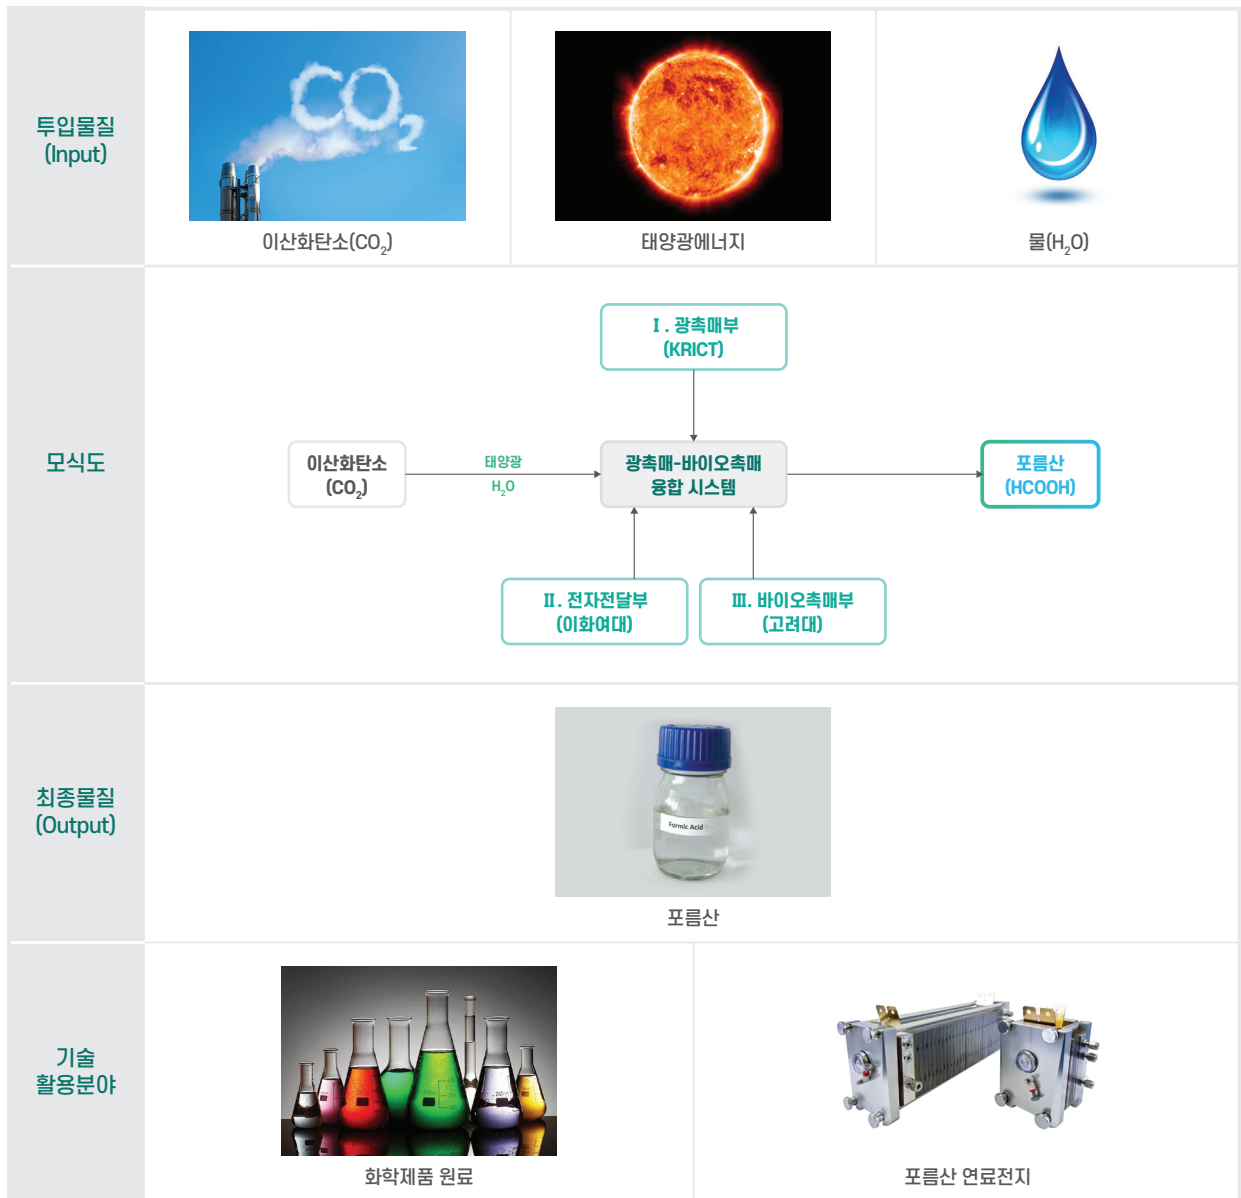 투입물질
(Input)
CO2
이산화탄소(CO₂)
태양광에너지
물(H₂O)
모식도
Ⅰ. 광촉매부
(KRICT)
이산화탄소
(CO₂)
태양광
H₂O
광촉매-바이오촉매
융합 시스템
포름산
(HCOOH)
Ⅱ. 전자전달부
(이화여대)
Ⅲ. 바이오촉매부
(고려대)
최종물질
(Output)
Formic Acid
포름산
기술
활용분야
화학제품 원료
포름산 연료전지